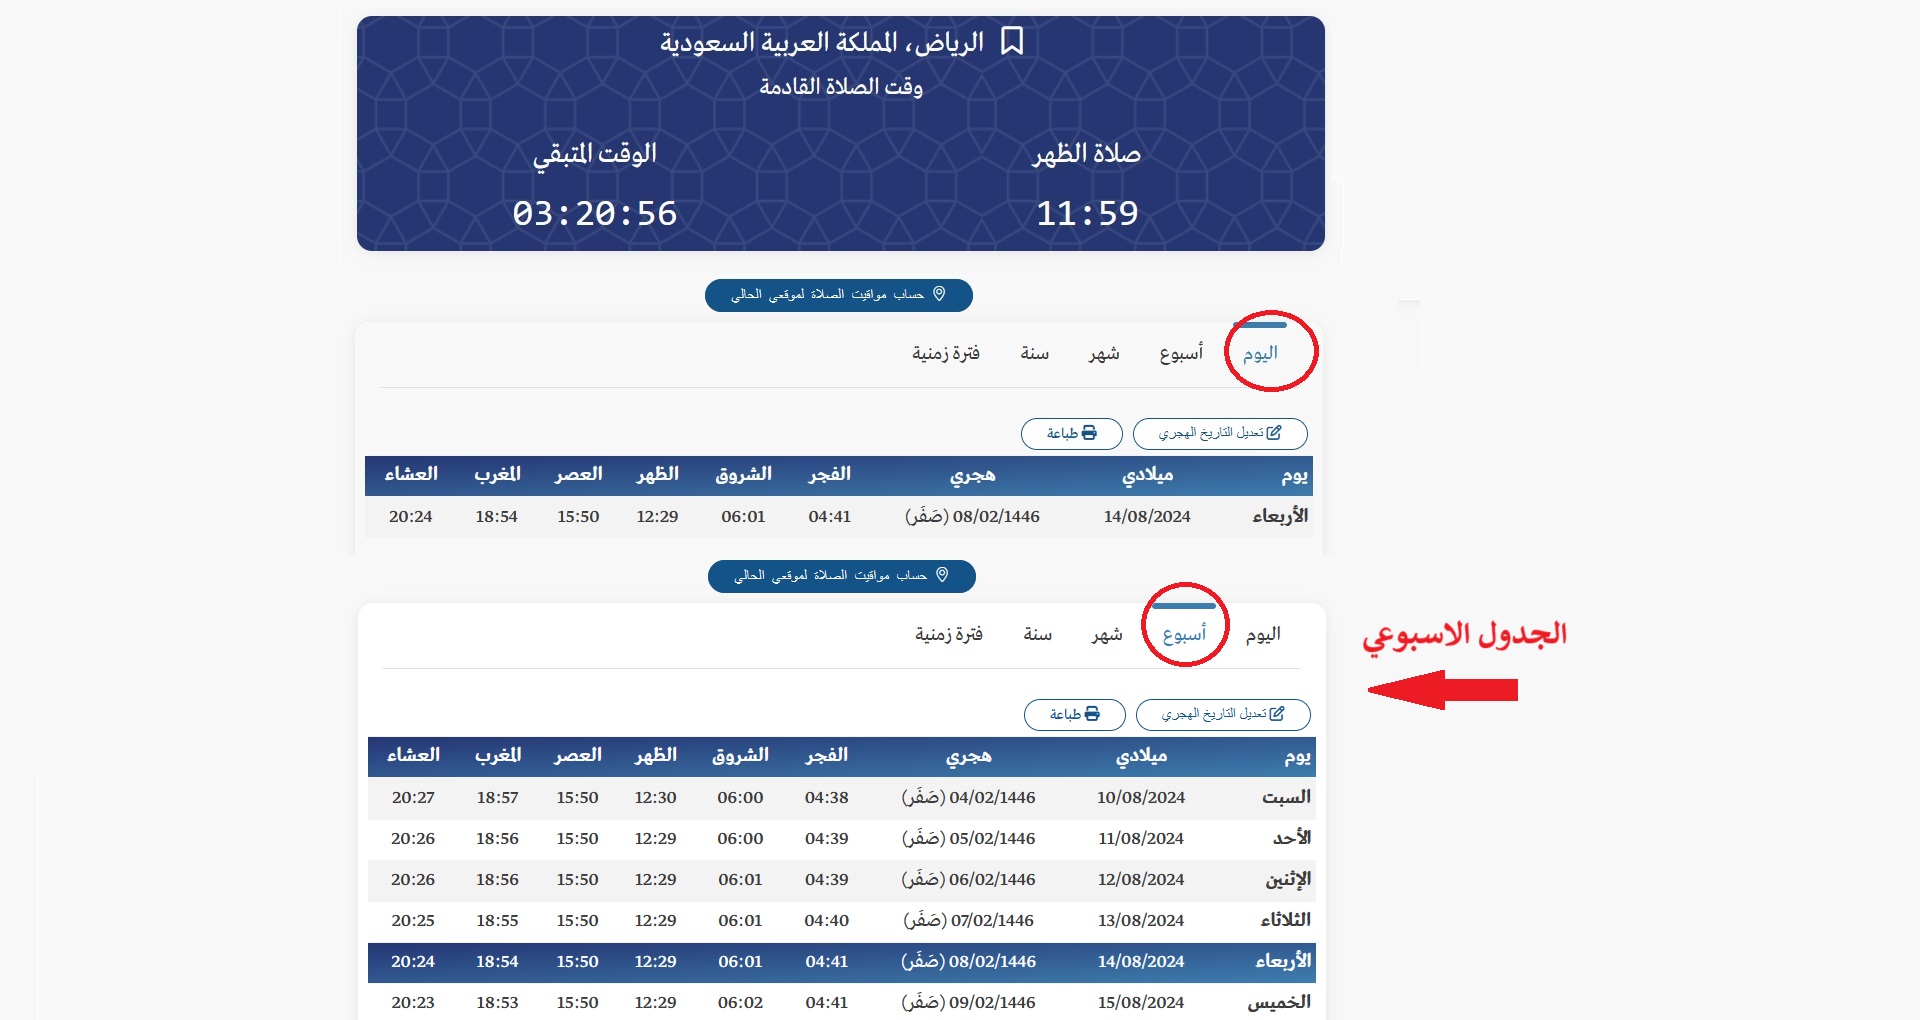 الرياض، المملكة العربية السعودية
وقت الصلاة القادمة
صلاة الظهر الوقت المتبقي
11:59 03:20:56
حساب مواقيت الصلاة لموقعي الحالي
اليوم أسبوع شهر سنة فترة زمنية
تعديل التاريخ الهجري طباعة
يوم ميلادي هجري الفجر الشروق الظهر العصر المغرب العشاء
الأربعاء 14/08/2024 08/02/1446 (صَفَر) 04:41 06:01 12:29 15:50 18:54 20:24
حساب مواقيت الصلاة لموقعي الحالي
اليوم أسبوع شهر سنة فترة زمنية
الجدول الاسبوعي
تعديل التاريخ الهجري طباعة
يوم ميلادي هجري الفجر الشروق الظهر العصر المغرب العشاء
السبت 10/08/2024 04/02/1446 (صَفَر) 04:38 06:00 12:30 15:50 18:57 20:27
الأحد 11/08/2024 05/02/1446 (صَفَر) 04:39 06:00 12:29 15:50 18:56 20:26
الإثنين 12/08/2024 06/02/1446 (صَفَر) 04:39 06:01 12:29 15:50 18:56 20:26
الثلاثاء 13/08/2024 07/02/1446 (صَفَر) 04:40 06:01 12:29 15:50 18:55 20:25
الأربعاء 14/08/2024 08/02/1446 (صَفَر) 04:41 06:01 12:29 15:50 18:54 20:24
الخميس 15/08/2024 09/02/1446 (صَفَر) 04:41 06:02 12:29 15:50 18:53 20:23